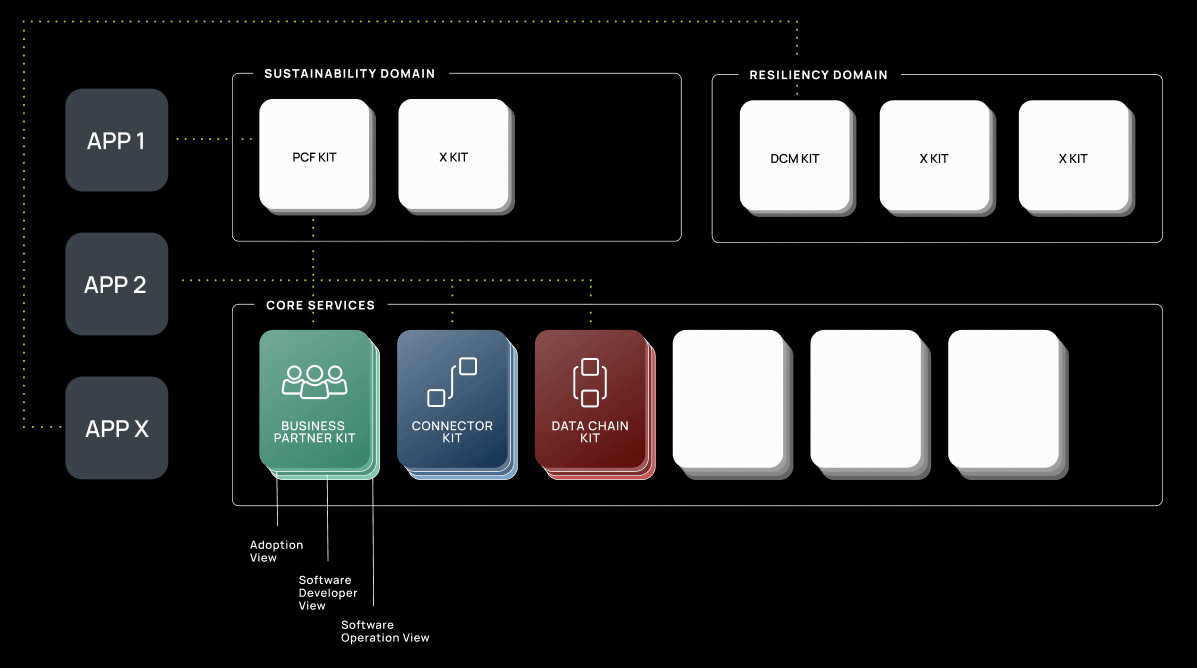 SUSTAINABILITY DOMAIN
RESILIENCY DOMAIN
APP 1
PCF KIT
X KIT
DCM KIT
X KIT
X KIT
APP 2
CORE SERVICES
APP X
BUSINESS
PARTNER KIT
CONNECTOR
KIT
DATA CHAIN
KIT
Adoption
View
Software
Developer
View
Software
Operation View